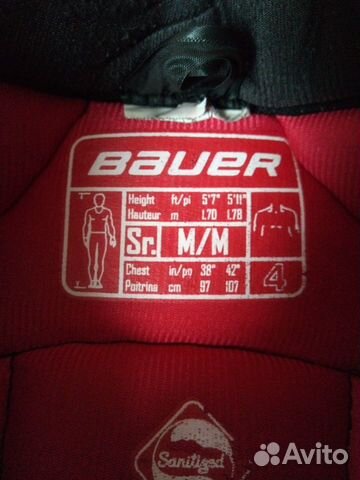 BAUER
Height ft/pi 5'7" 5'11"
Hauteur m 1.70 1.78
Sr. M/M
Chest in/po 38" 42"
Poitrina cm 97 107
4
Sanitized
Avito